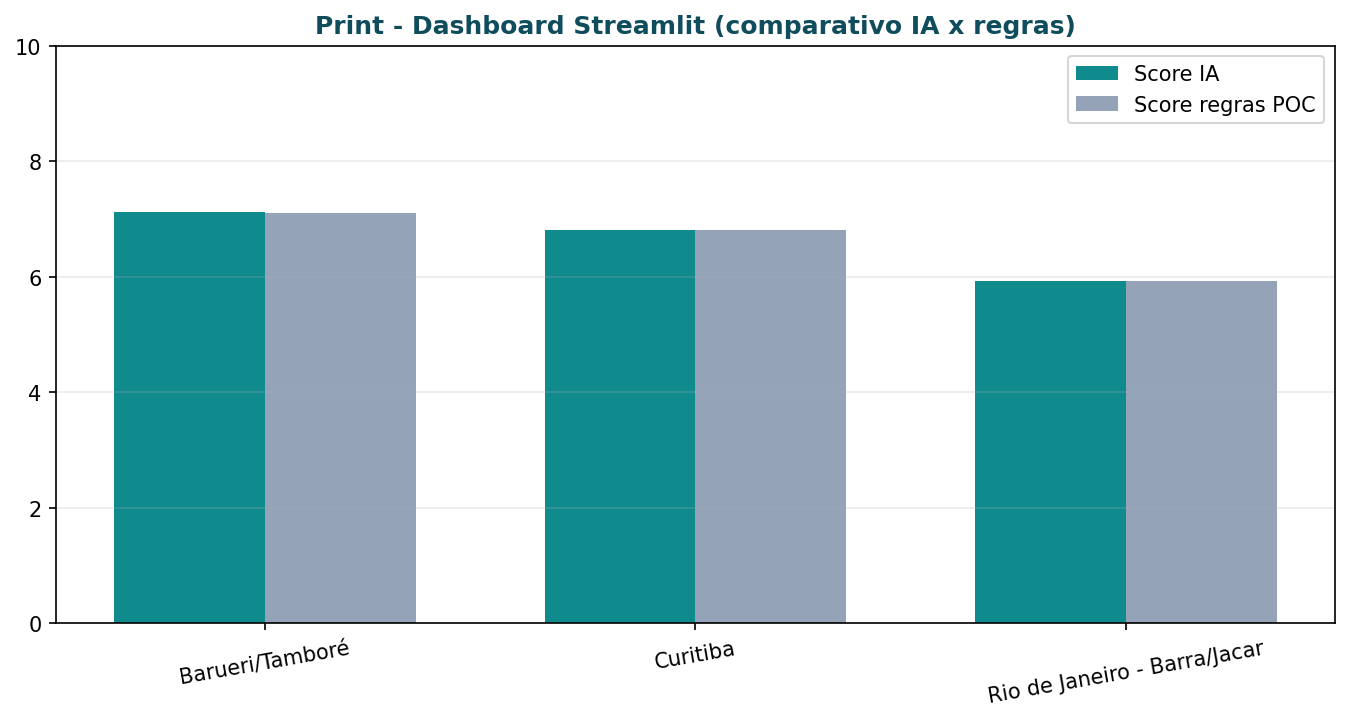 Print - Dashboard Streamlit (comparativo IA x regras)
10
8
6
4
2
0
Score IA
Score regras POC
Barueri/Tamboré
Curitiba
Rio de Janeiro - Barra/Jacar